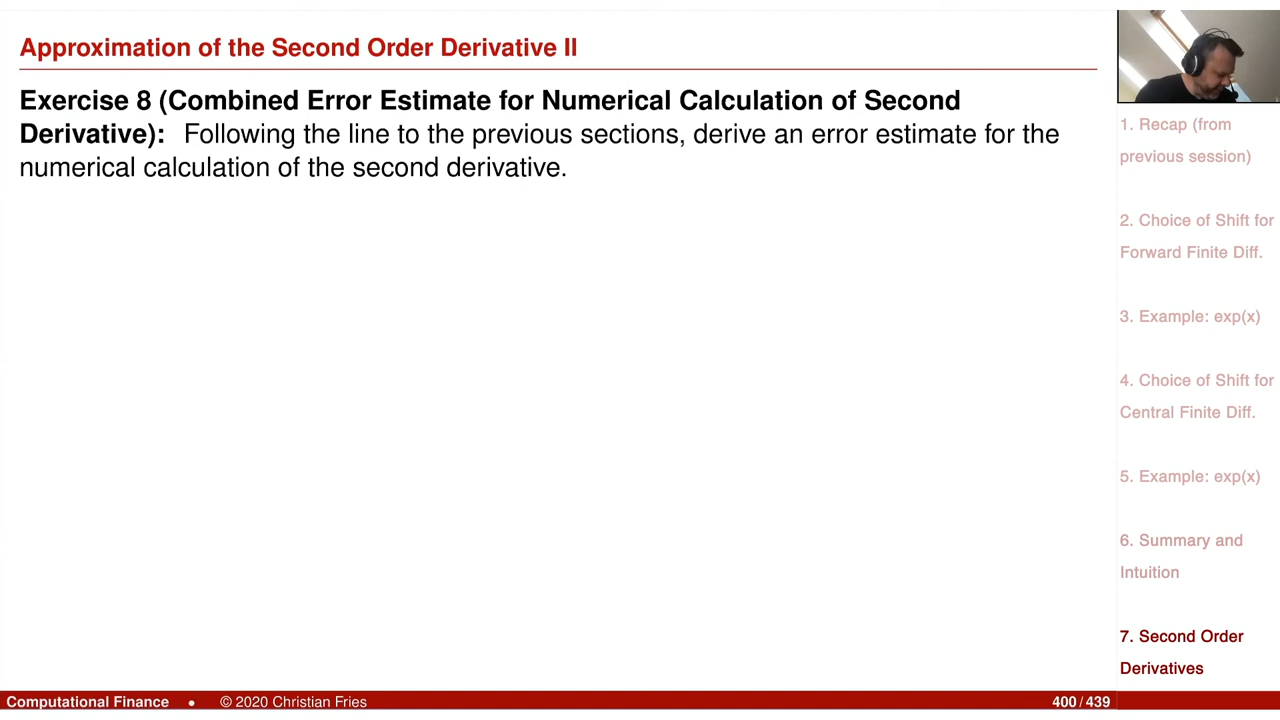 Approximation of the Second Order Derivative II
Exercise 8 (Combined Error Estimate for Numerical Calculation of Second
Derivative): Following the line to the previous sections, derive an error estimate for the
numerical calculation of the second derivative.
1. Recap (from
previous session)
2. Choice of Shift for
Forward Finite Diff.
3. Example: exp(x)
4. Choice of Shift for
Central Finite Diff.
5. Example: exp(x)
6. Summary and
Intuition
7. Second Order
Derivatives
Computational Finance • © 2020 Christian Fries 400 / 439